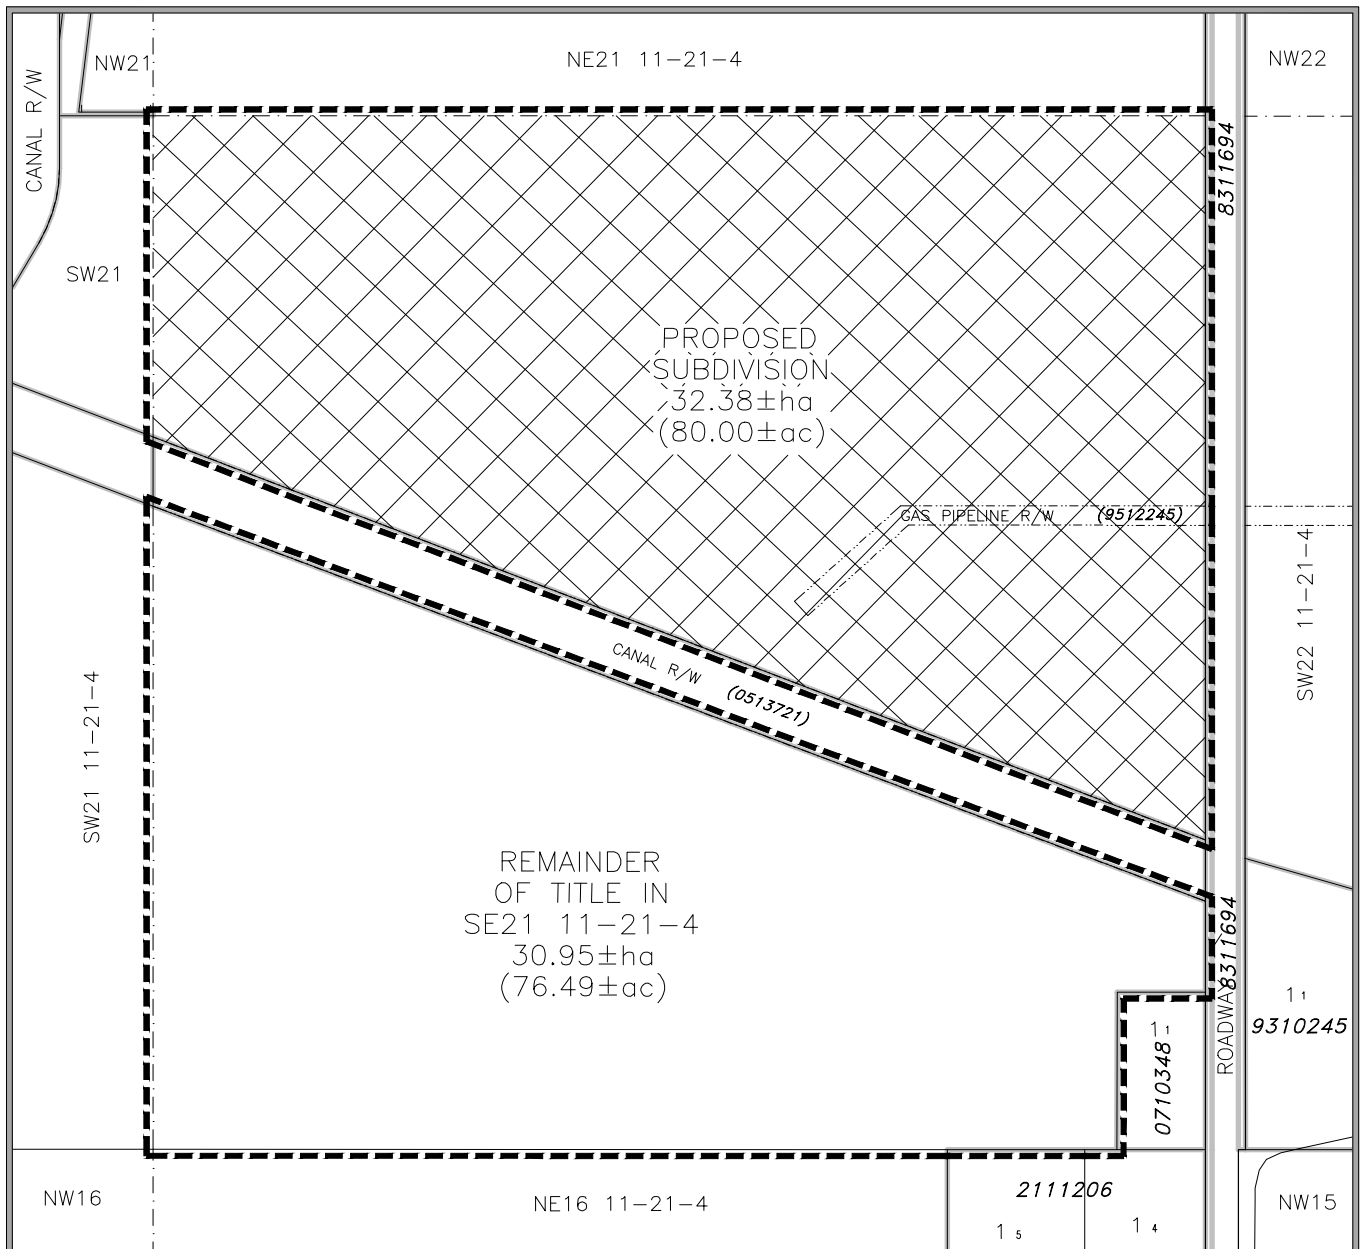 NW21
NE21 11-21-4
NW22
CANAL R/W
8311694
SW21
PROPOSED
SUBDIVISION
32.38±ha
(80.00±ac)
GAS PIPELINE R/W (9512245)
SW22 11-21-4
CANAL R/W (0513721)
SW21 11-21-4
REMAINDER
OF TITLE IN
SE21 11-21-4
30.95±ha
(76.49±ac)
8311694
ROADWAY
1 1
9310245
1 1
0710348
2111206
1 5
1 4
NW16
NE16 11-21-4
NW15